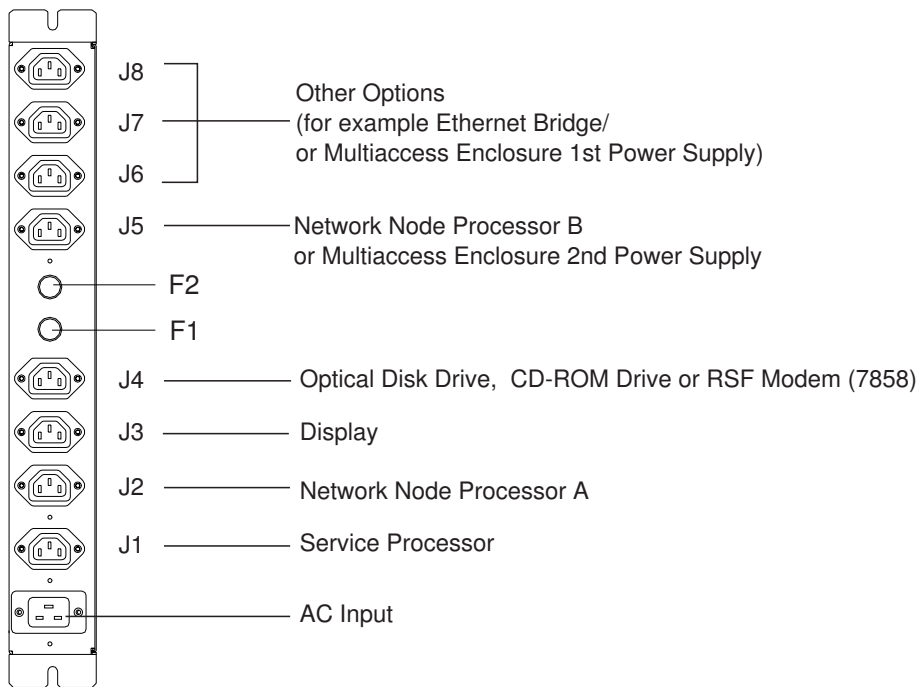 J8
J7
J6
Other Options
(for example Ethernet Bridge/
or Multiaccess Enclosure 1st Power Supply)
J5
Network Node Processor B
or Multiaccess Enclosure 2nd Power Supply
F2
F1
J4 Optical Disk Drive, CD-ROM Drive or RSF Modem (7858)
J3 Display
J2 Network Node Processor A
J1 Service Processor
AC Input